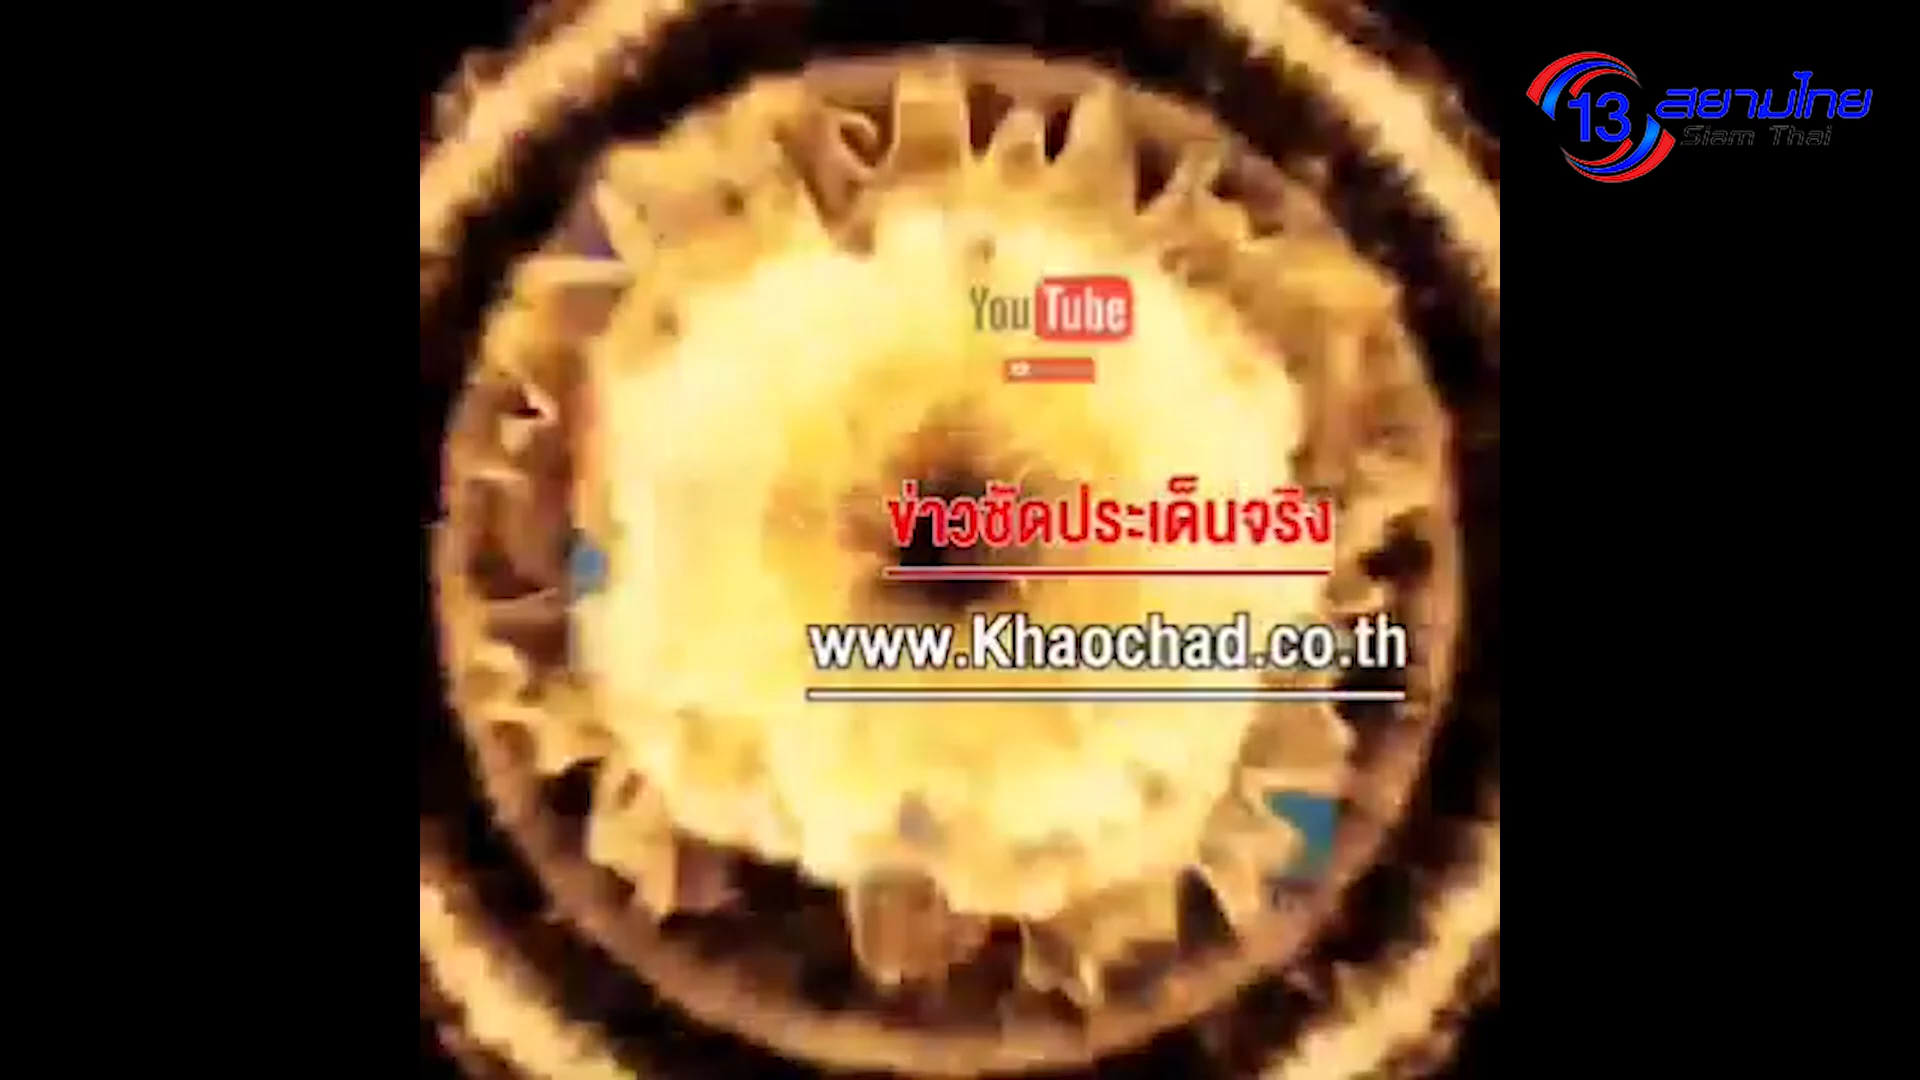 13 สยามไทย
Siam Thai
YouTube
ข่าวชัดประเด็นจริง
www.Khaochad.co.th